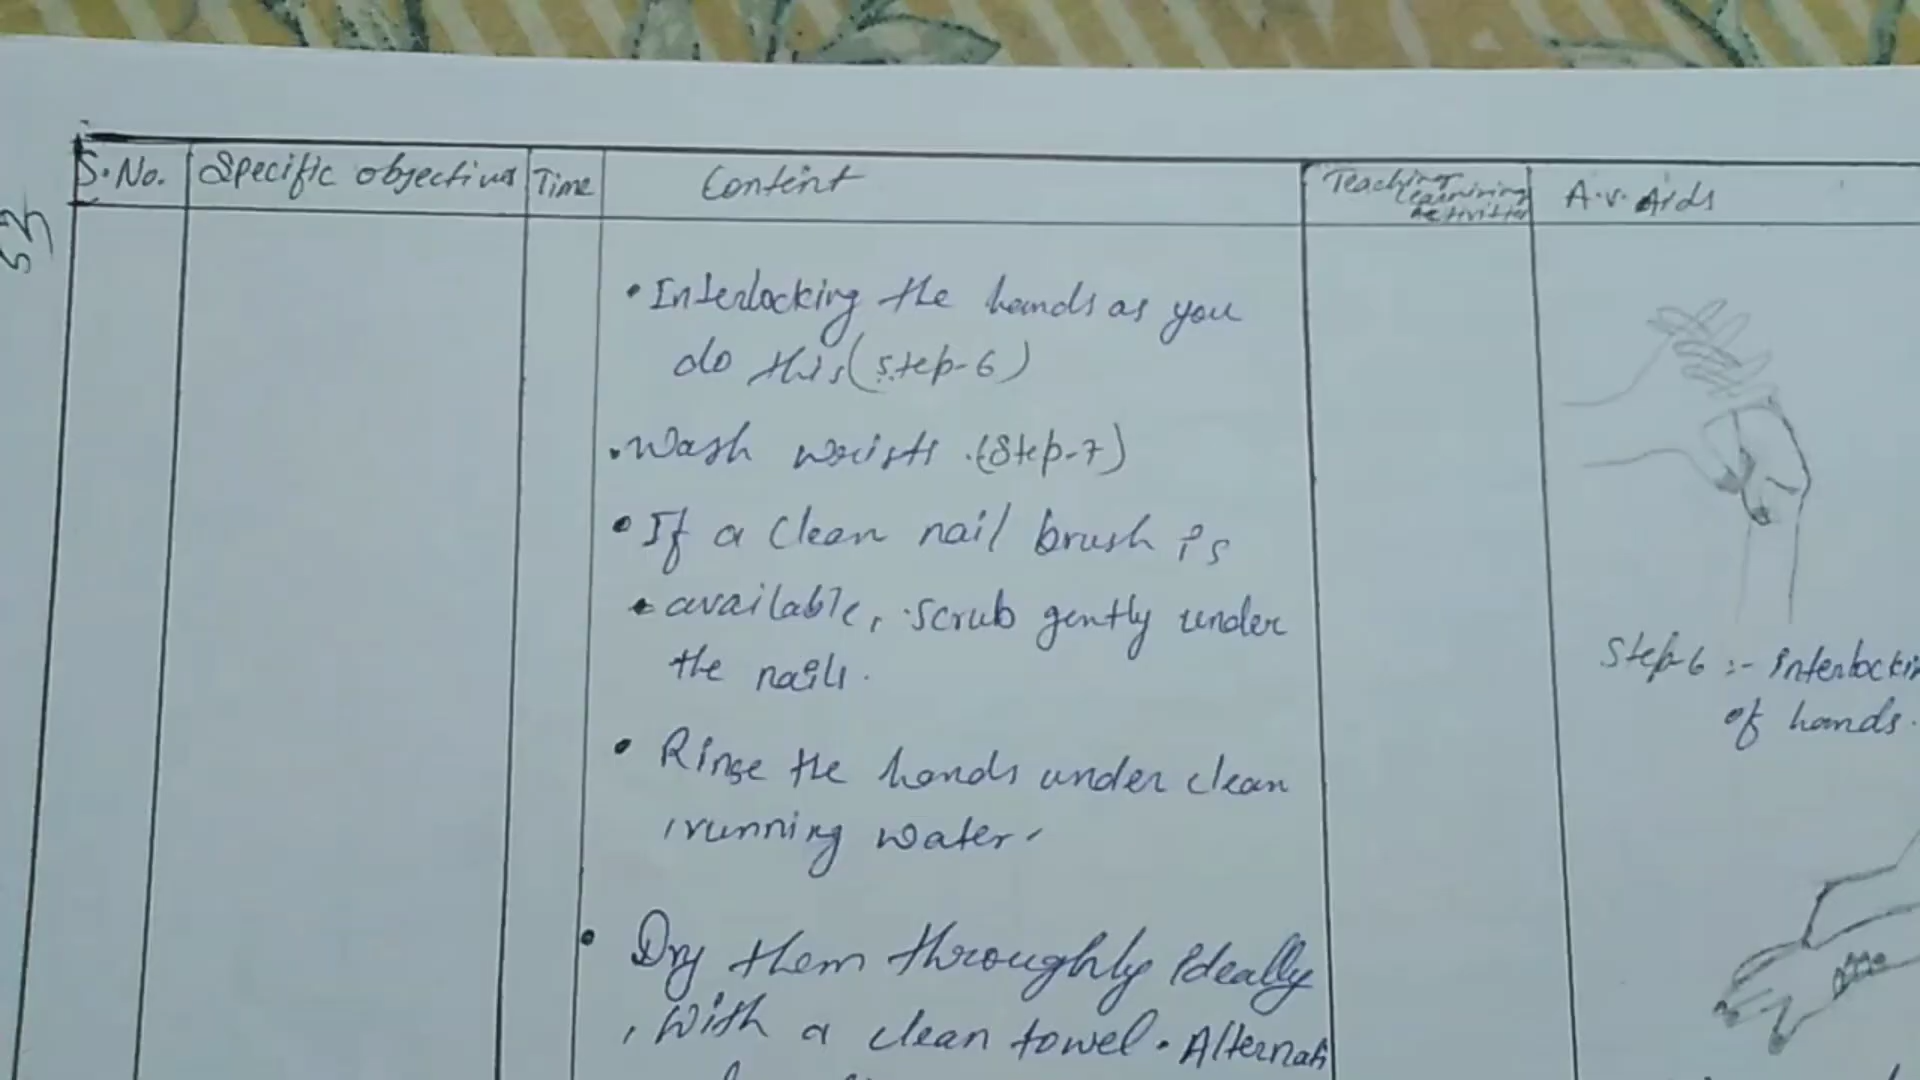 S.No. Specific objectives Time Content Teaching Learning Activities A.V. Aids
53
• Interlocking the hands as you
do this (step-6)
• Wash wrists. (Step-7)
• If a clean nail brush is
• available, scrub gently under
the nails.
• Rinse the hands under clean
running water.
• Dry them throughly ideally
, with a clean towel. Alternati
Step-6 :- interlockin
of hands.